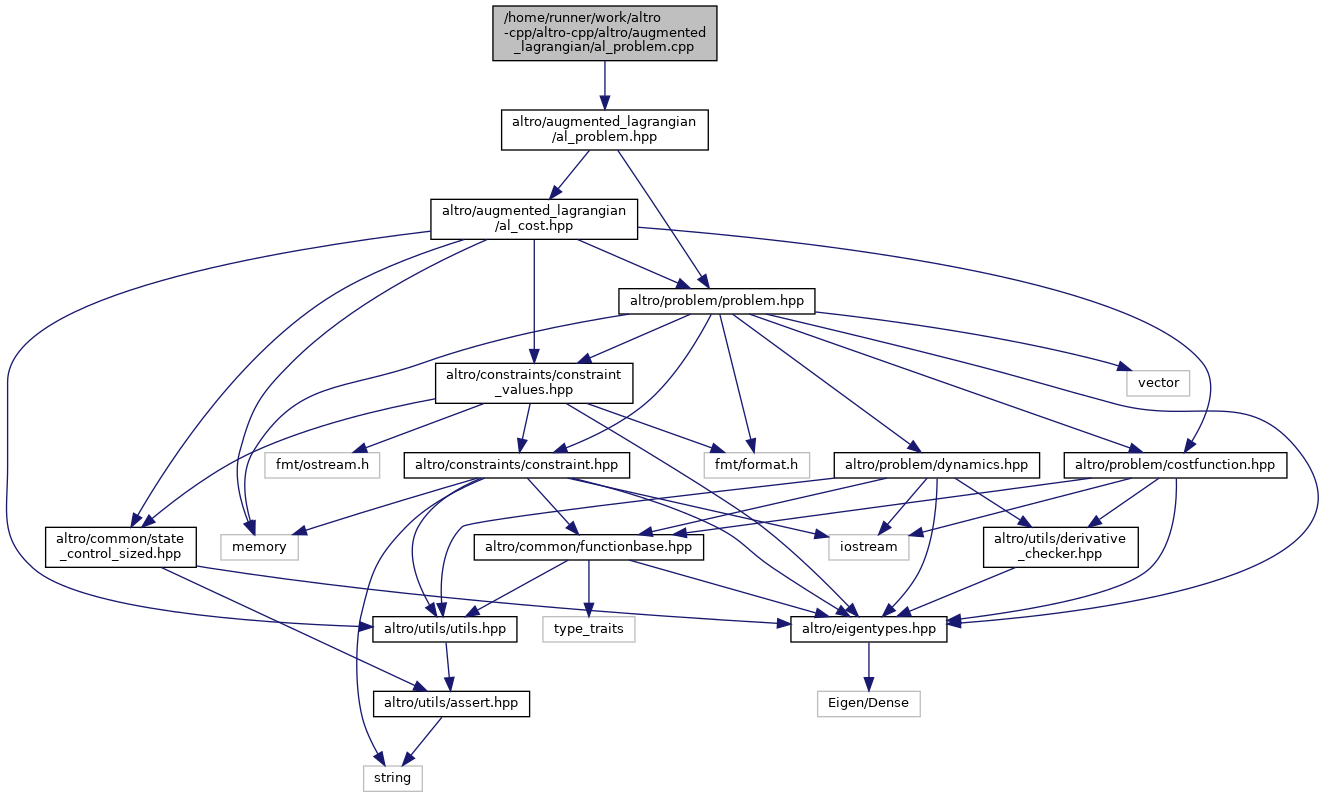 /home/runner/work/altro
-cpp/altro-cpp/altro/augmented
_lagrangian/al_problem.cpp
altro/augmented_lagrangian
/al_problem.hpp
altro/augmented_lagrangian
/al_cost.hpp
altro/problem/problem.hpp
altro/constraints/constraint
_values.hpp
vector
fmt/ostream.h
altro/constraints/constraint.hpp
fmt/format.h
altro/problem/dynamics.hpp
altro/problem/costfunction.hpp
altro/common/state
_control_sized.hpp
memory
altro/common/functionbase.hpp
iostream
altro/utils/derivative
_checker.hpp
altro/utils/utils.hpp
type_traits
altro/eigentypes.hpp
altro/utils/assert.hpp
Eigen/Dense
string